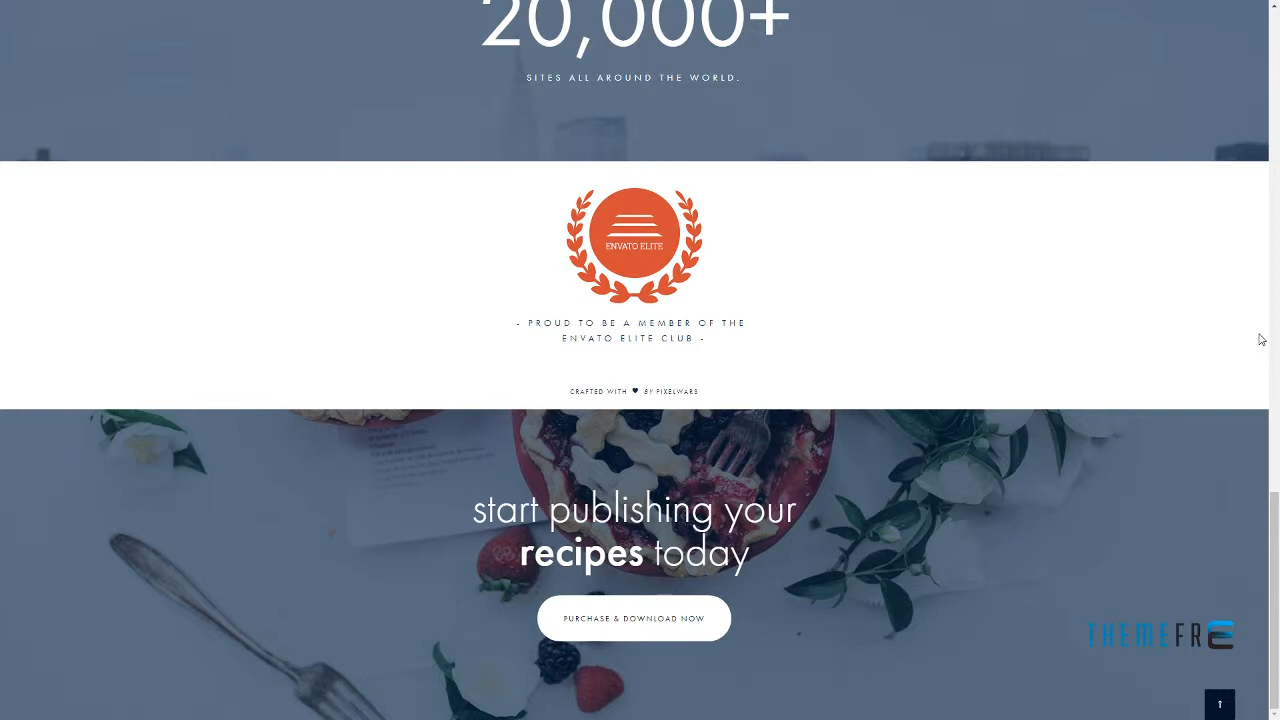 20,000+
SITES ALL AROUND THE WORLD.
ENVATO ELITE
- PROUD TO BE A MEMBER OF THE
ENVATO ELITE CLUB -
CRAFTED WITH ♥ BY PIXELWARS
start publishing your
recipes today
PURCHASE & DOWNLOAD NOW
THEMEFRE
↑